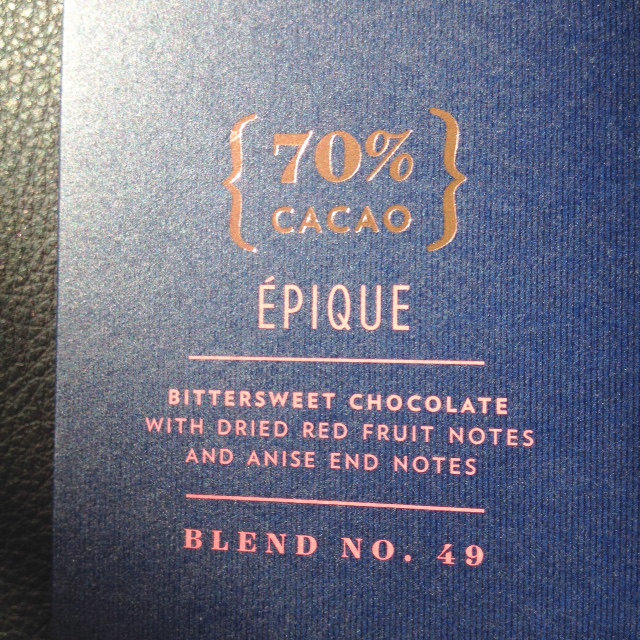 {70%
CACAO}
ÉPIQUE
BITTERSWEET CHOCOLATE
WITH DRIED RED FRUIT NOTES
AND ANISE END NOTES
BLEND NO. 49